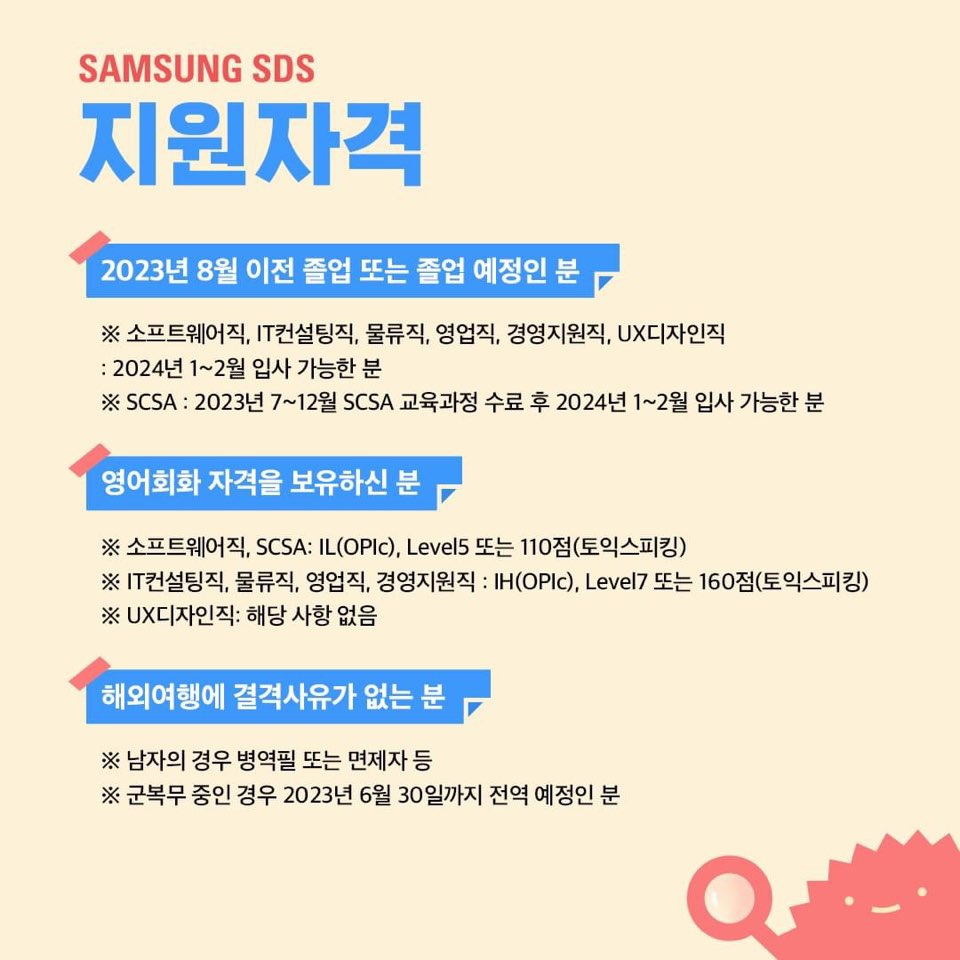 SAMSUNG SDS
지원자격
2023년 8월 이전 졸업 또는 졸업 예정인 분
※ 소프트웨어직, IT컨설팅직, 물류직, 영업직, 경영지원직, UX디자인직
: 2024년 1~2월 입사 가능한 분
※ SCSA : 2023년 7~12월 SCSA 교육과정 수료 후 2024년 1~2월 입사 가능한 분
영어회화 자격을 보유하신 분
※ 소프트웨어직, SCSA: IL(OPIc), Level5 또는 110점(토익스피킹)
※ IT컨설팅직, 물류직, 영업직, 경영지원직 : IH(OPIc), Level7 또는 160점(토익스피킹)
※ UX디자인직: 해당 사항 없음
해외여행에 결격사유가 없는 분
※ 남자의 경우 병역필 또는 면제자 등
※ 군복무 중인 경우 2023년 6월 30일까지 전역 예정인 분